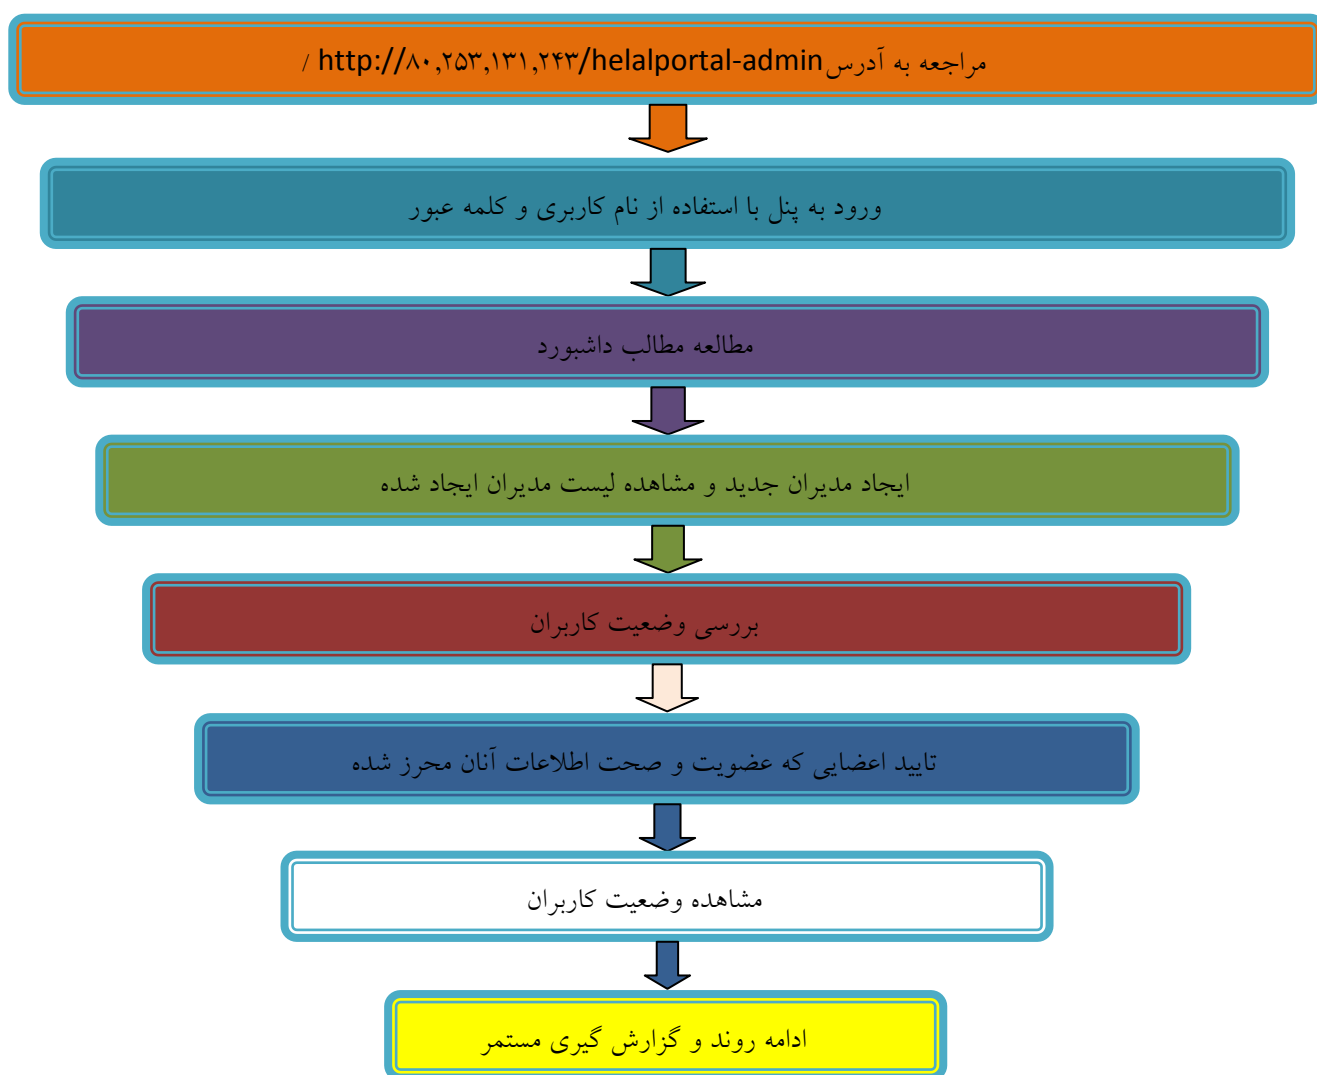 مراجعه به آدرس http://۸۰,۲۵۳,۱۳۱,۲۴۳/helalportal-admin /
ورود به پنل با استفاده از نام کاربری و کلمه عبور
مطالعه مطالب داشبورد
ایجاد مدیران جدید و مشاهده لیست مدیران ایجاد شده
بررسی وضعیت کاربران
تایید اعضایی که عضویت و صحت اطلاعات آنان محرز شده
مشاهده وضعیت کاربران
ادامه روند و گزارش گیری مستمر